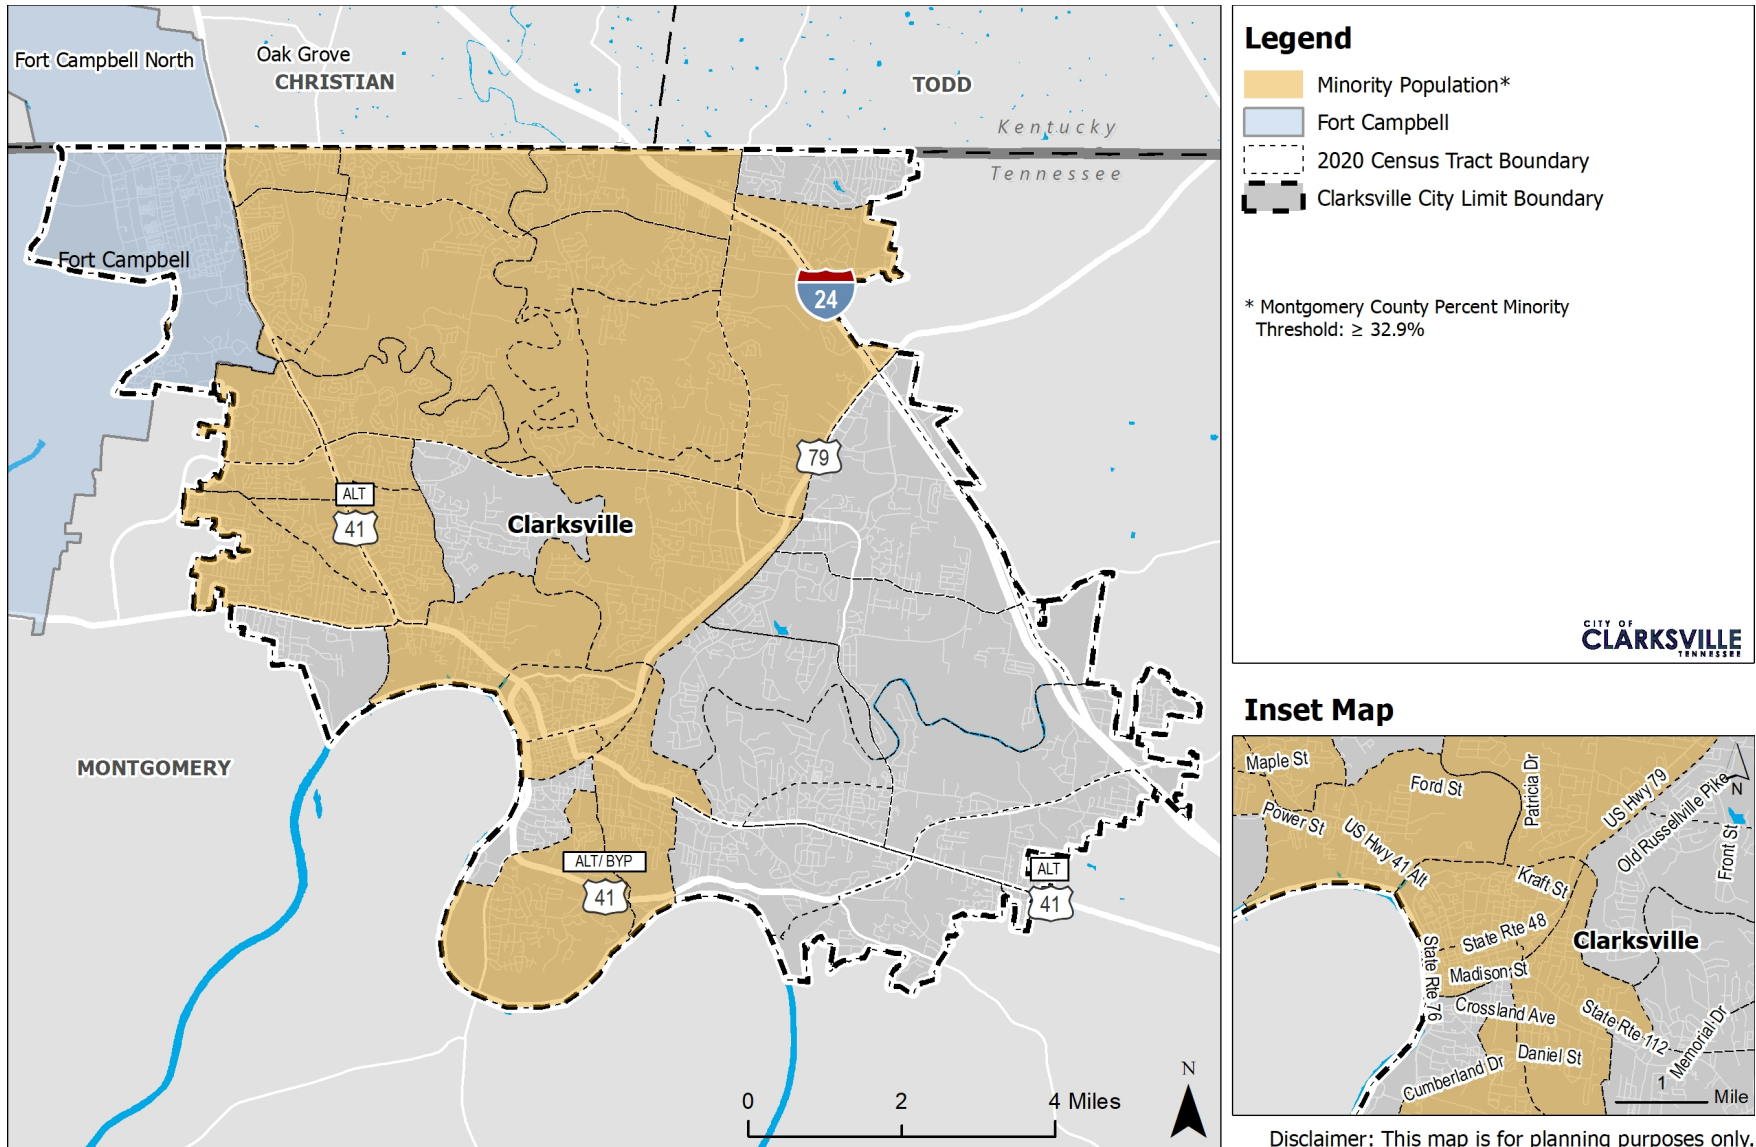 Fort Campbell North
Oak Grove
CHRISTIAN
TODD
Kentucky
Tennessee
Fort Campbell
24
79
ALT
41
Clarksville
MONTGOMERY
ALT/ BYP
41
ALT
41
N
0 2 4 Miles
Legend
Minority Population*
Fort Campbell
2020 Census Tract Boundary
Clarksville City Limit Boundary
* Montgomery County Percent Minority
Threshold: ≥ 32.9%
CITY OF
CLARKSVILLE
TENNESSEE
Inset Map
Maple St
Ford St
Patricia Dr
US Hwy 79
Old Russellville Pike
N
Power St
US Hwy 41 Alt
Front St
Kraft St
State Rte 48
Clarksville
State Rte 76
Madison St
Crossland Ave
State Rte 112
Memorial Dr
Daniel St
Cumberland Dr
1
Mile
Disclaimer: This map is for planning purposes only.